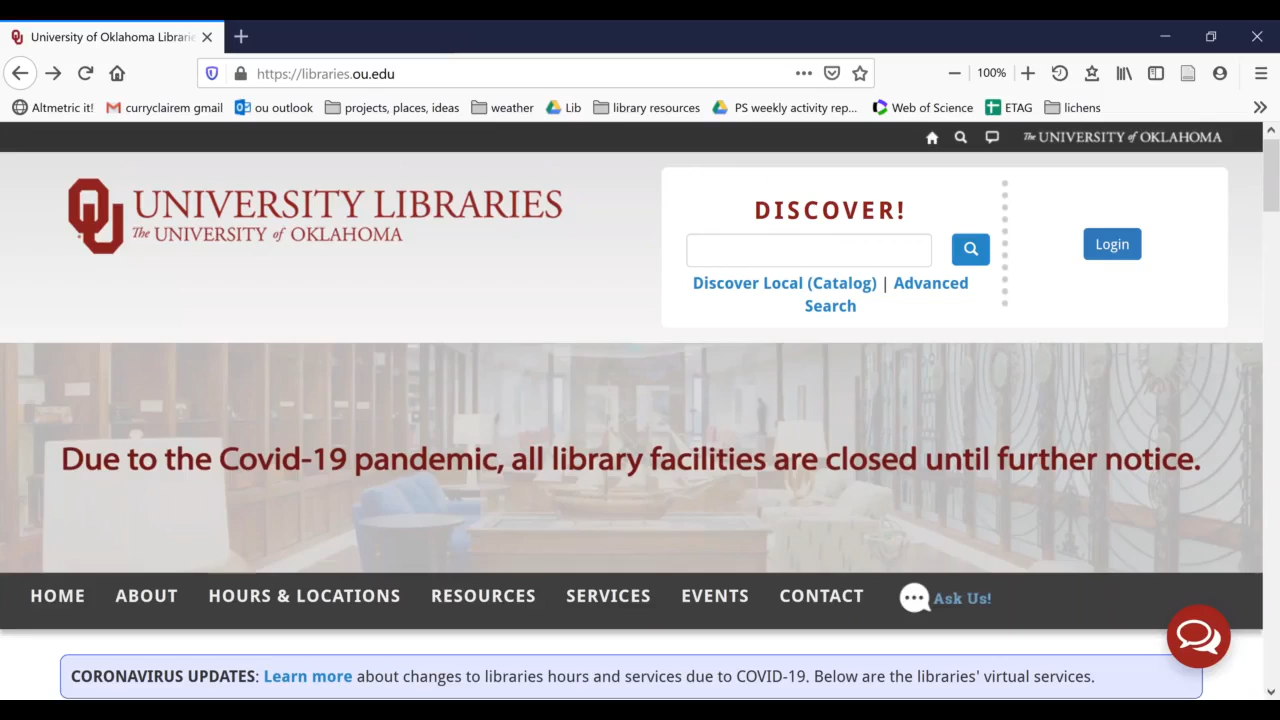 University of Oklahoma Librarie
https://libraries.ou.edu
100%
Altmetric it! curryclairem gmail ou outlook projects, places, ideas weather Lib library resources PS weekly activity rep... Web of Science ETAG lichens
The UNIVERSITY of OKLAHOMA
UNIVERSITY LIBRARIES
The UNIVERSITY of OKLAHOMA
DISCOVER!
Login
Discover Local (Catalog) | Advanced
Search
Due to the Covid-19 pandemic, all library facilities are closed until further notice.
HOME ABOUT HOURS & LOCATIONS RESOURCES SERVICES EVENTS CONTACT Ask Us!
CORONAVIRUS UPDATES: Learn more about changes to libraries hours and services due to COVID-19. Below are the libraries' virtual services.